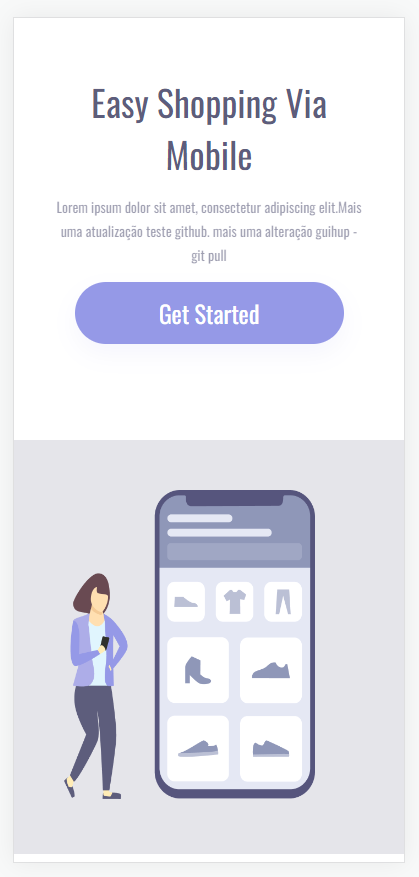 Easy Shopping Via
Mobile
Lorem ipsum dolor sit amet, consectetur adipiscing elit.Mais
uma atualização teste github. mais uma alteração guihup -
git pull
Get Started